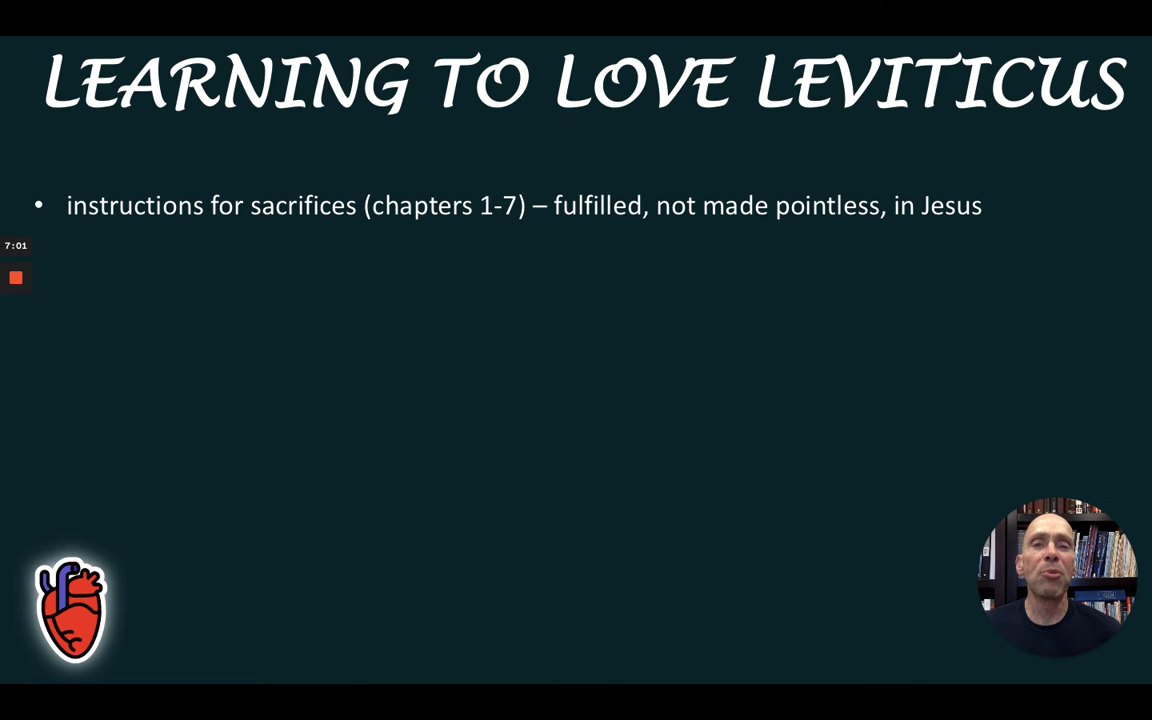 LEARNING TO LOVE LEVITICUS
• instructions for sacrifices (chapters 1-7) – fulfilled, not made pointless, in Jesus
7:01